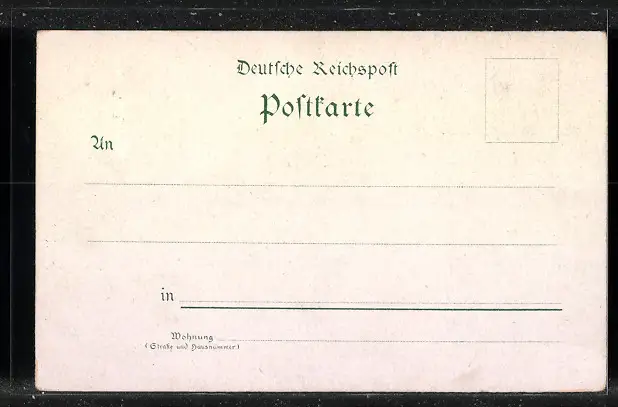 Deutſche Reichspoſt
Poſtkarte
An
in
Wohnung
(Straße und Hausnummer)